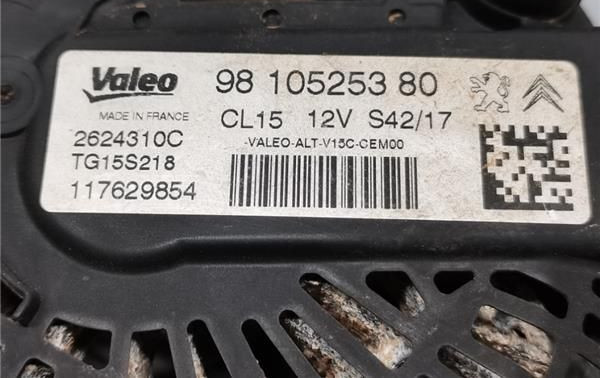 Valeo
98 105253 80
MADE IN FRANCE
CL15 12V S42/17
2624310C
-VALEO-ALT-V15C-CEM00
TG15S218
117629854